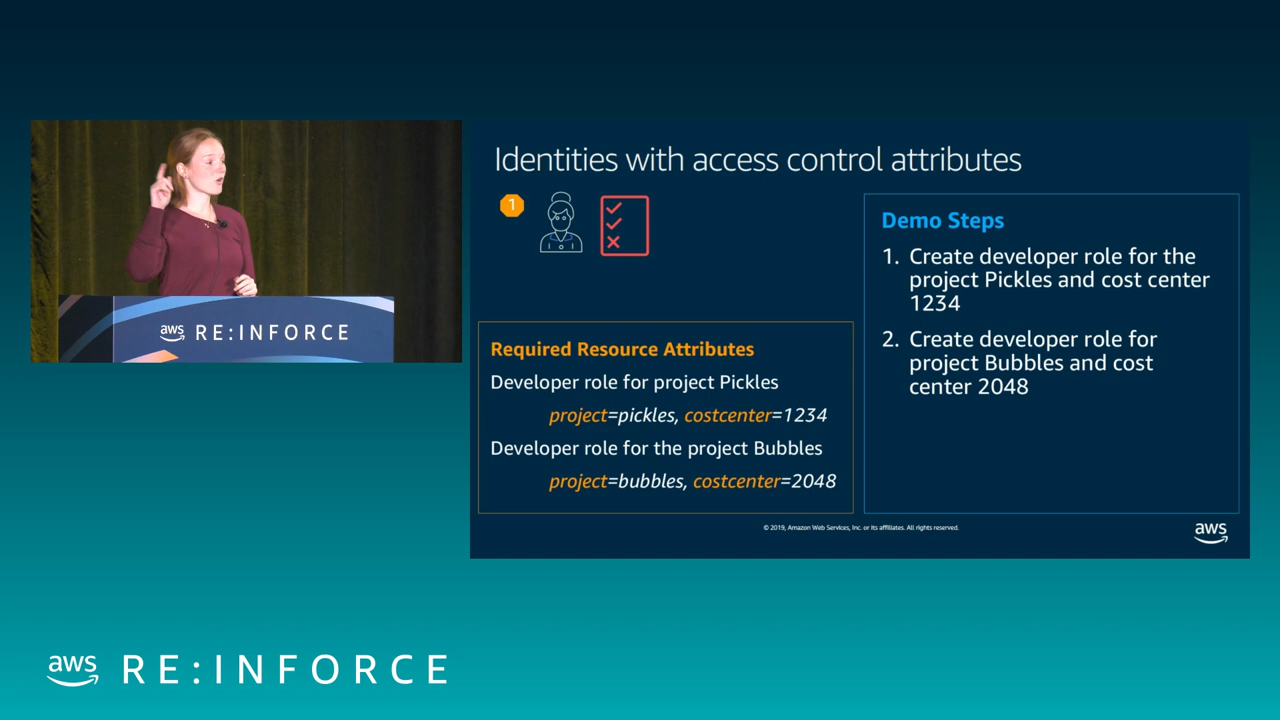 aws RE:INFORCE
Identities with access control attributes
1
Required Resource Attributes
Developer role for project Pickles
project=pickles, costcenter=1234
Developer role for the project Bubbles
project=bubbles, costcenter=2048
Demo Steps
1. Create developer role for the
project Pickles and cost center
1234
2. Create developer role for
project Bubbles and cost
center 2048
© 2019, Amazon Web Services, Inc. or its affiliates. All rights reserved.
aws
aws RE:INFORCE